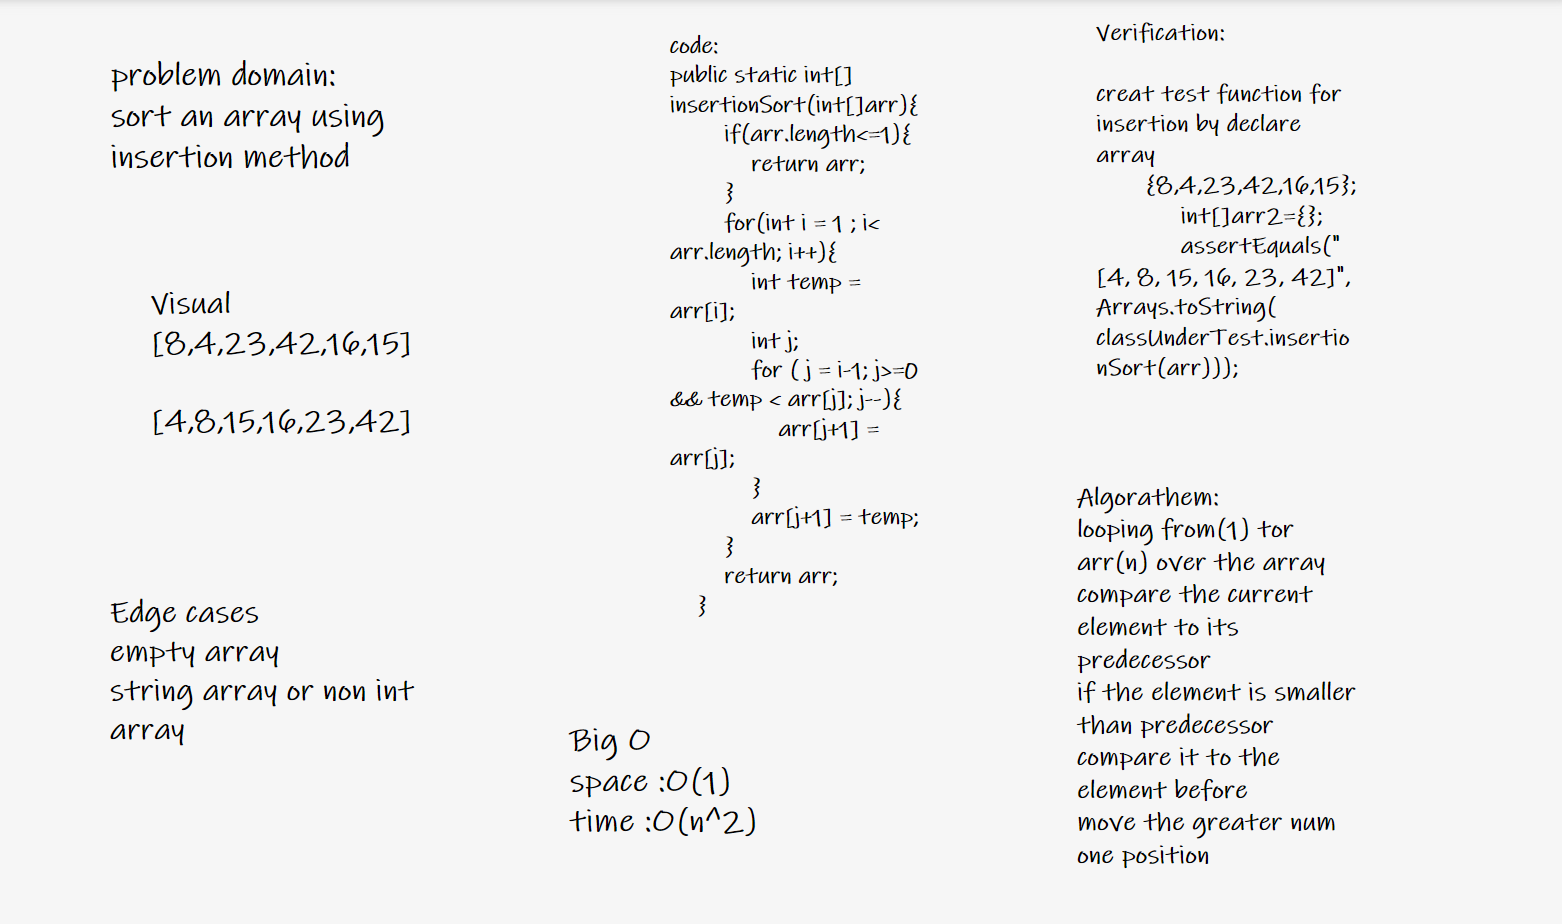 problem domain:
sort an array using
insertion method
Visual
[8,4,23,42,16,15]
[4,8,15,16,23,42]
Edge cases
empty array
string array or non int
array
code:
public static int[]
insertionSort(int[]arr){
if(arr.length<=1){
return arr;
}
for(int i = 1 ; i<
arr.length; i++){
int temp =
arr[i];
int j;
for ( j = i-1; j>=0
&& temp < arr[j]; j--){
arr[j+1] =
arr[j];
}
arr[j+1] = temp;
}
return arr;
}
Big O
space :O(1)
time :O(n^2)
Verification:
creat test function for
insertion by declare
array
{8,4,23,42,16,15};
int[]arr2={};
assertEquals("
[4, 8, 15, 16, 23, 42]",
Arrays.toString(
classUnderTest.insertio
nSort(arr)));
Algorathem:
looping from(1) tor
arr(n) over the array
compare the current
element to its
predecessor
if the element is smaller
than predecessor
compare it to the
element before
move the greater num
one position